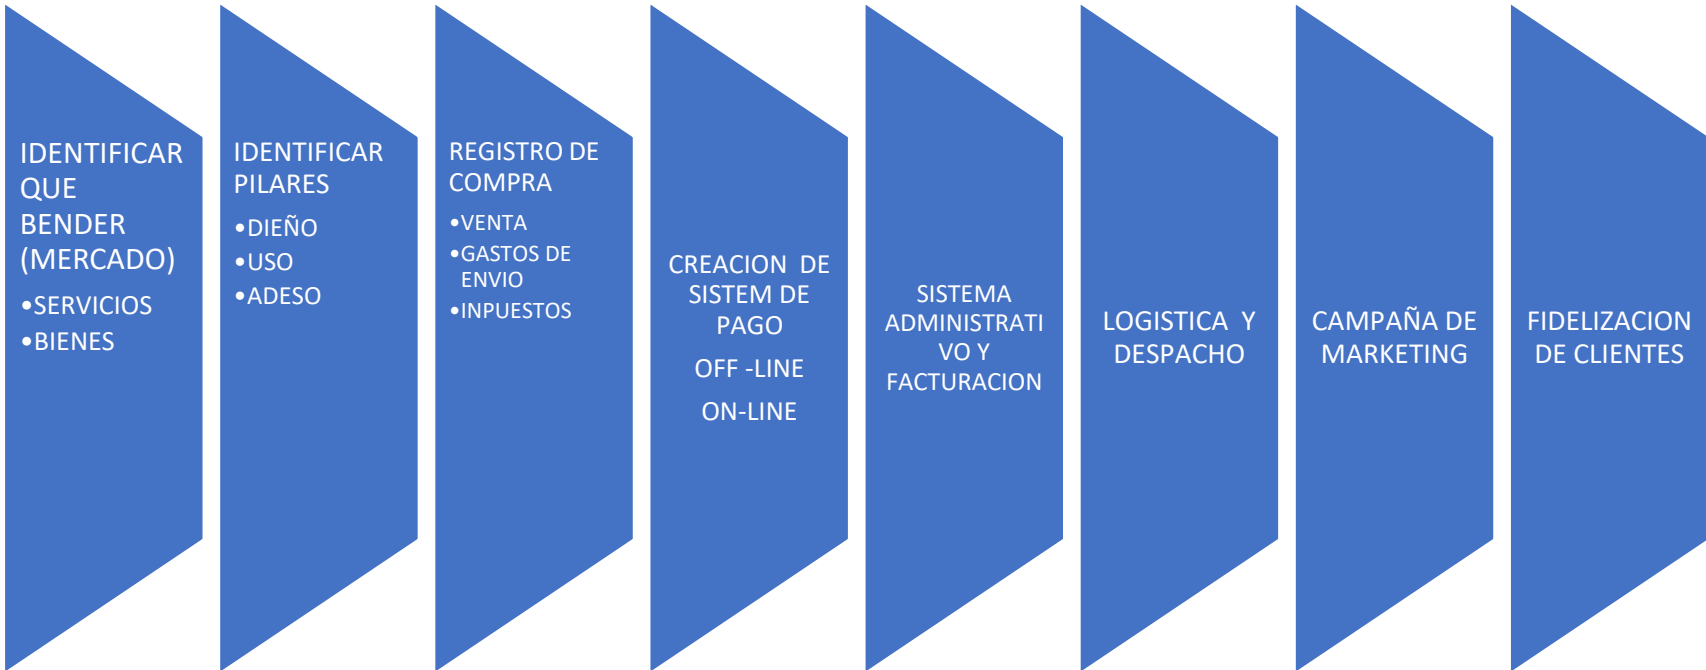 IDENTIFICAR
QUE
BENDER
(MERCADO)
•SERVICIOS
•BIENES
IDENTIFICAR
PILARES
•DIEÑO
•USO
•ADESO
REGISTRO DE
COMPRA
•VENTA
•GASTOS DE
ENVIO
•INPUESTOS
CREACION DE
SISTEM DE
PAGO
OFF -LINE
ON-LINE
SISTEMA
ADMINISTRATI
VO Y
FACTURACION
LOGISTICA Y
DESPACHO
CAMPAÑA DE
MARKETING
FIDELIZACION
DE CLIENTES